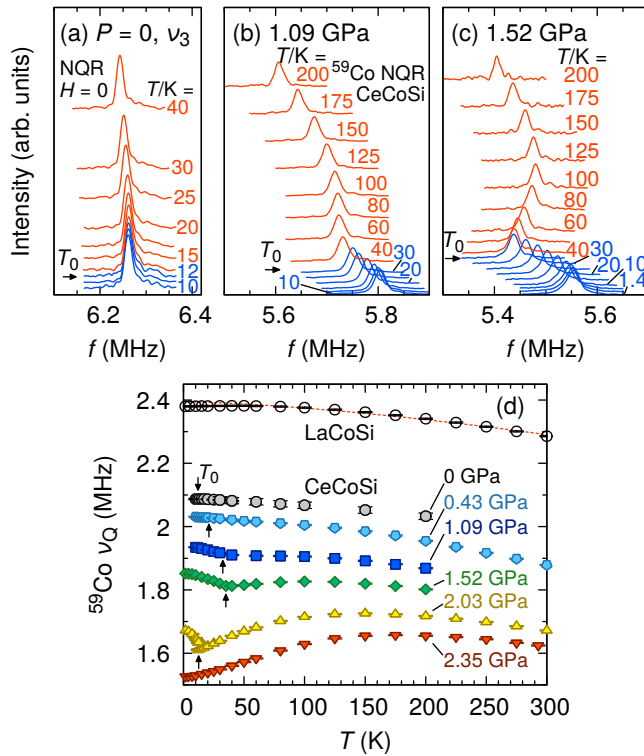 (a) P = 0, ν3
NQR
H = 0
T/K =
40
30
25
20
15
12
10
T0
6.2 6.4
f (MHz)
Intensity (arb. units)
(b) 1.09 GPa
T/K =
59Co NQR
CeCoSi
200
175
150
125
100
80
60
40
30
20
10
T0
5.6 5.8
f (MHz)
(c) 1.52 GPa
T/K =
200
175
150
125
100
80
60
40
30
20
10
1.4
T0
5.4 5.6
f (MHz)
(d)
2.4
2.2
2
1.8
1.6
59Co νQ (MHz)
LaCoSi
T0
CeCoSi
0 GPa
0.43 GPa
1.09 GPa
1.52 GPa
2.03 GPa
2.35 GPa
0 50 100 150 200 250 300
T (K)